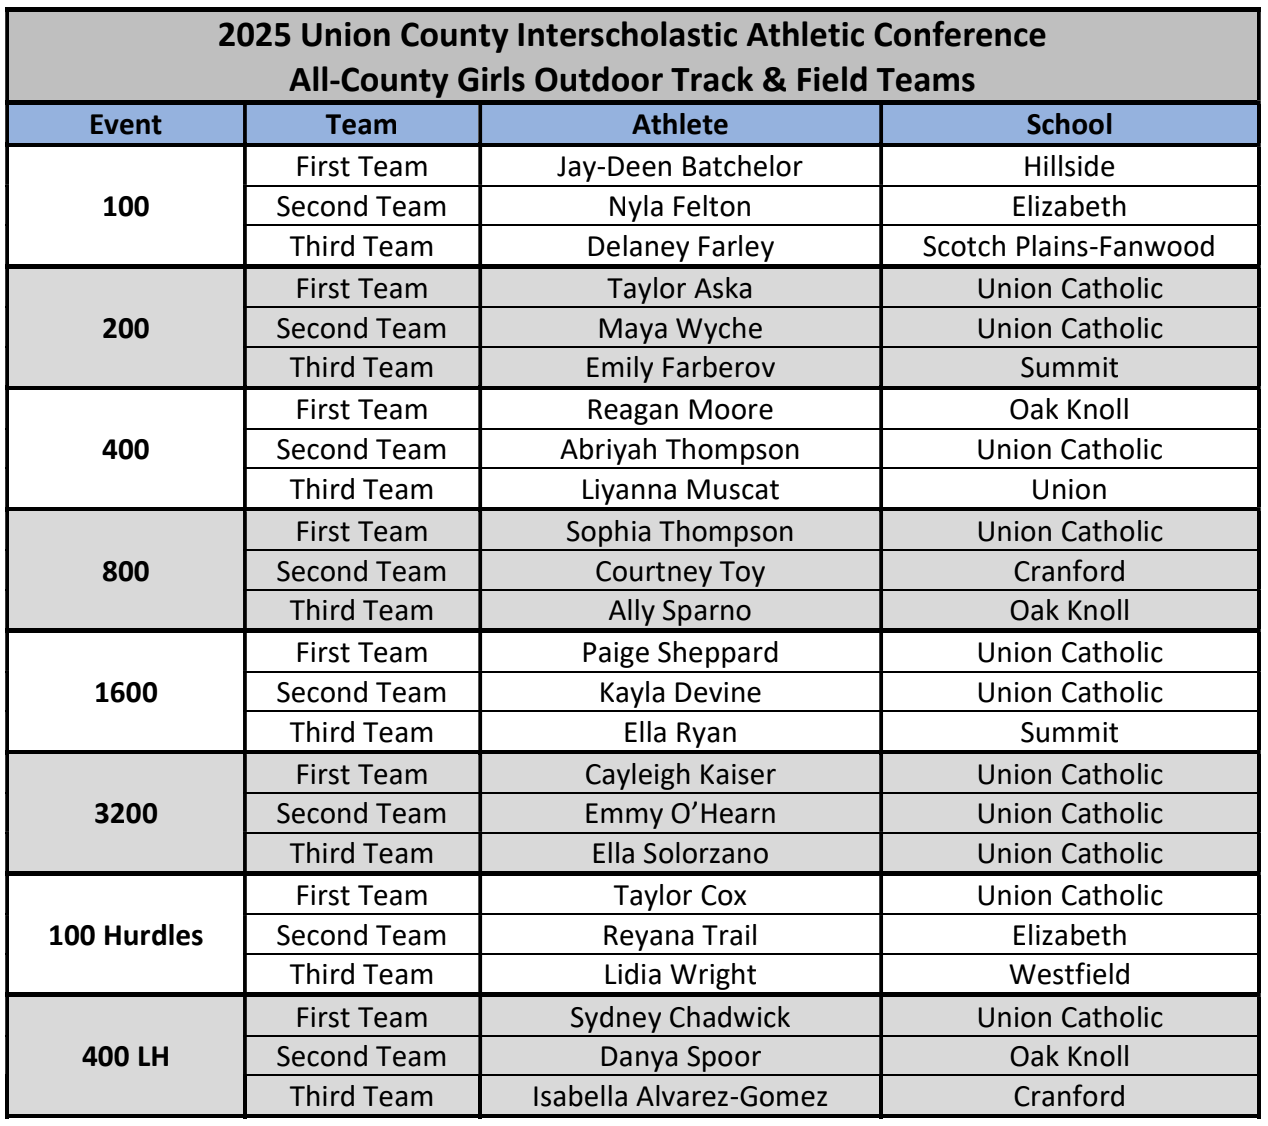 2025 Union County Interscholastic Athletic Conference
All-County Girls Outdoor Track & Field Teams
Event Team Athlete School
100
First Team Jay-Deen Batchelor Hillside
Second Team Nyla Felton Elizabeth
Third Team Delaney Farley Scotch Plains-Fanwood
200
First Team Taylor Aska Union Catholic
Second Team Maya Wyche Union Catholic
Third Team Emily Farberov Summit
400
First Team Reagan Moore Oak Knoll
Second Team Abriyah Thompson Union Catholic
Third Team Liyanna Muscat Union
800
First Team Sophia Thompson Union Catholic
Second Team Courtney Toy Cranford
Third Team Ally Sparno Oak Knoll
1600
First Team Paige Sheppard Union Catholic
Second Team Kayla Devine Union Catholic
Third Team Ella Ryan Summit
3200
First Team Cayleigh Kaiser Union Catholic
Second Team Emmy O’Hearn Union Catholic
Third Team Ella Solorzano Union Catholic
100 Hurdles
First Team Taylor Cox Union Catholic
Second Team Reyana Trail Elizabeth
Third Team Lidia Wright Westfield
400 LH
First Team Sydney Chadwick Union Catholic
Second Team Danya Spoor Oak Knoll
Third Team Isabella Alvarez-Gomez Cranford